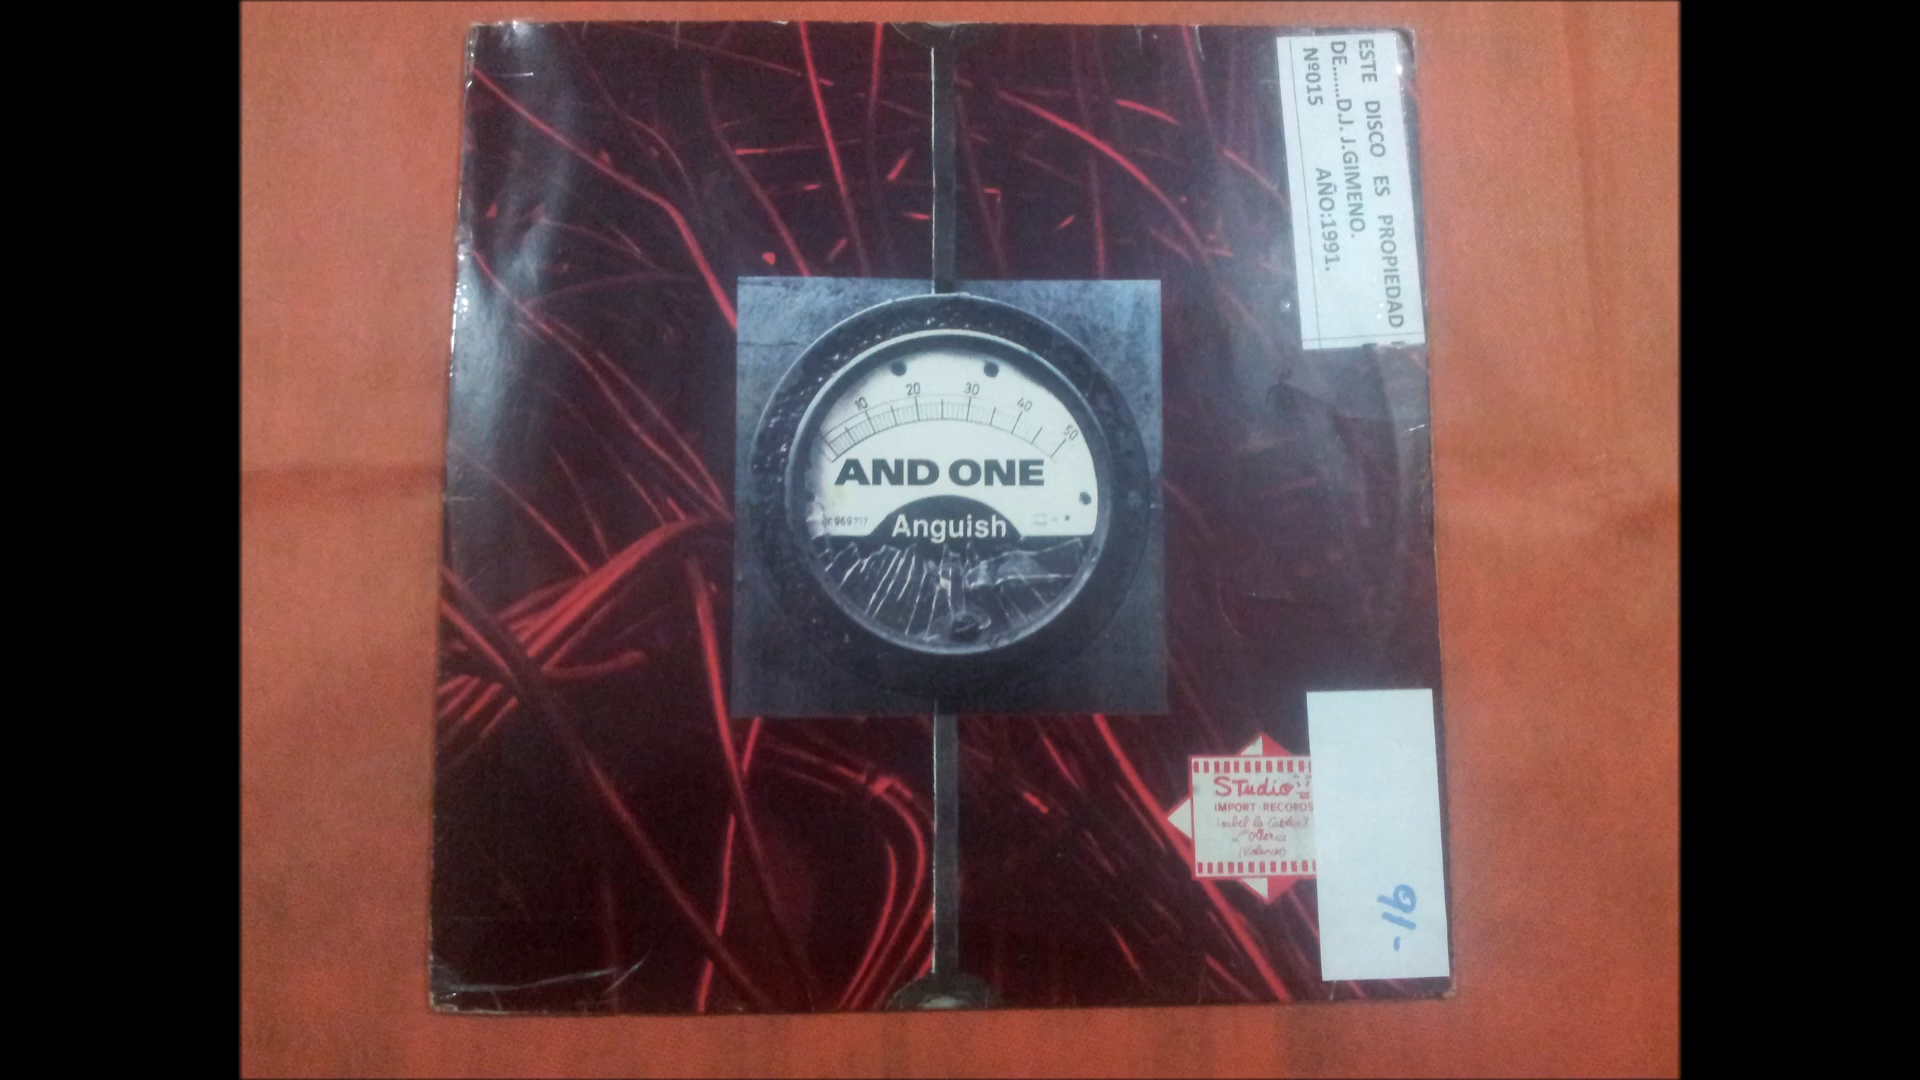 ESTE DISCO ES PROPIEDAD
DE......D.J. J.GIMENO.
Nº015 AÑO:1991.
10 20 30 40 50
AND ONE
Anguish
STudio
IMPORT-RECORDS
91-